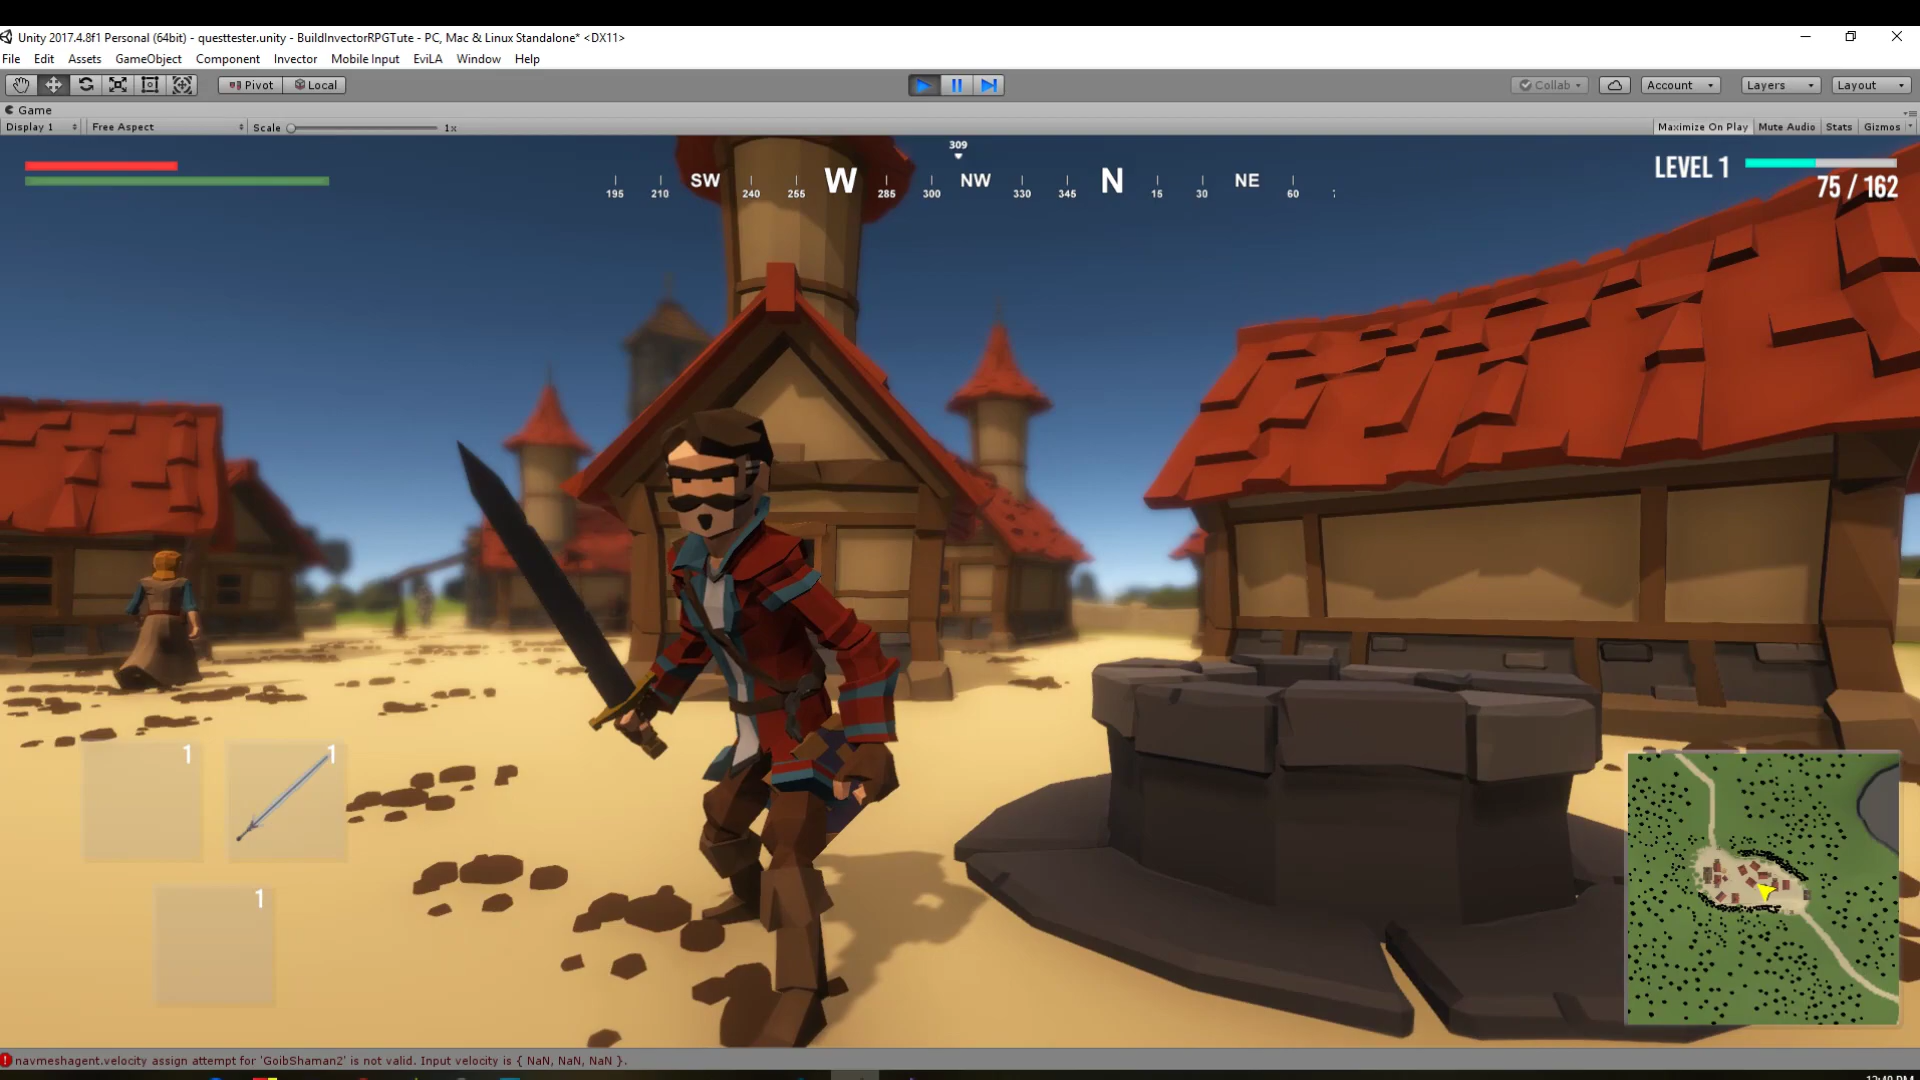 Unity 2017.4.8f1 Personal (64bit) - questtester.unity - BuildInvectorRPGTute - PC, Mac & Linux Standalone* <DX11>
File Edit Assets GameObject Component Invector Mobile Input EviLA Window Help
Pivot Local Collab Account Layers Layout
Game
Display 1 Free Aspect Scale 1x Maximize On Play Mute Audio Stats Gizmos
309
LEVEL 1
75 / 162
SW W NW N NE
195 210 240 255 285 300 330 345 15 30 60
1 1
1
navmeshagent.velocity assign attempt for 'GoibShaman2' is not valid. Input velocity is { NaN, NaN, NaN }.